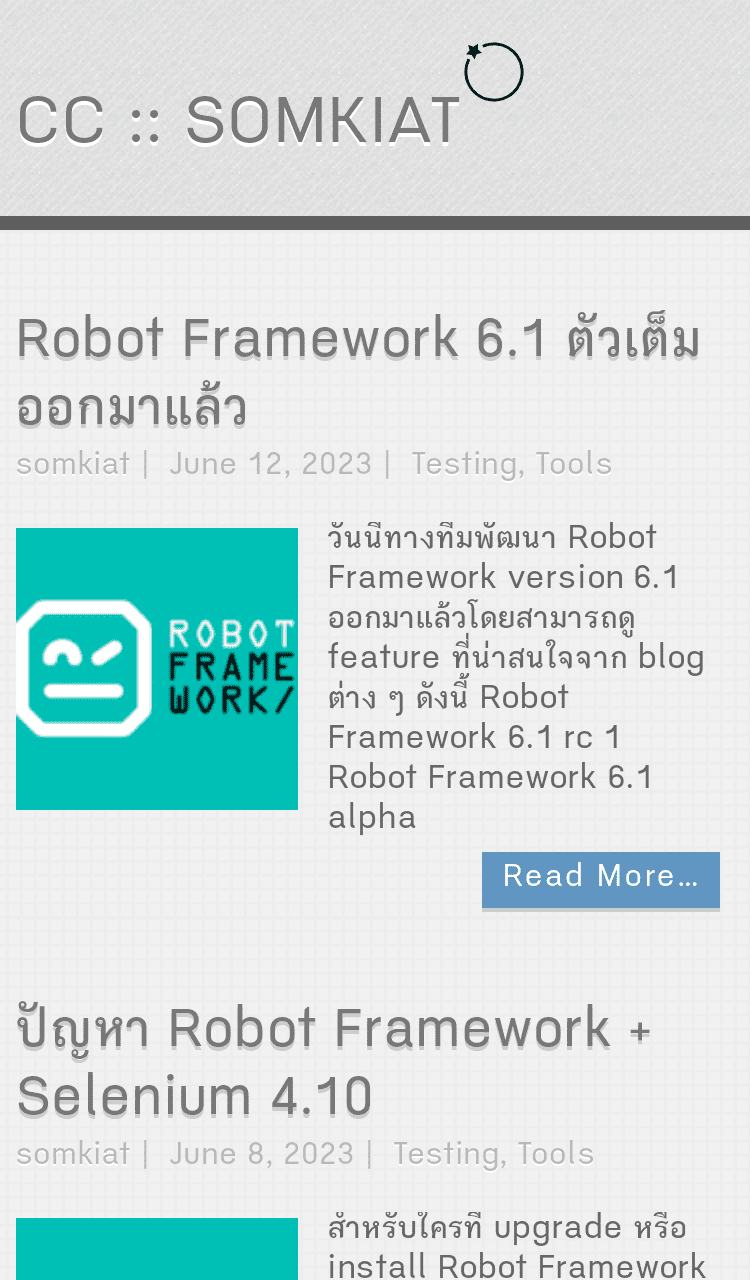 CC :: SOMKIAT
Robot Framework 6.1 ตัวเต็ม
ออกมาแล้ว
somkiat | June 12, 2023 | Testing, Tools
วันนีทางทีมพัฒนา Robot
Framework version 6.1
ออกมาแล้วโดยสามารถดู
feature ที่น่าสนใจจาก blog
ต่าง ๆ ดังนี้ Robot
Framework 6.1 rc 1
Robot Framework 6.1
alpha
ROBOT
FRAME
WORK/
Read More…
ปัญหา Robot Framework +
Selenium 4.10
somkiat | June 8, 2023 | Testing, Tools
สำหรับใครที upgrade หรือ
install Robot Framework